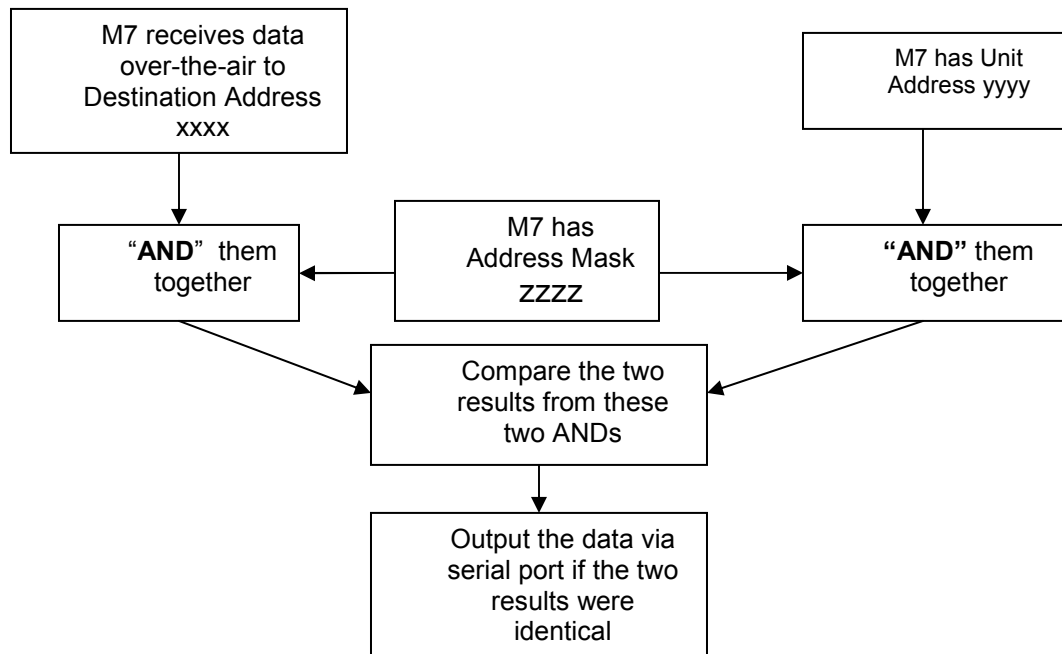 M7 receives data
over-the-air to
Destination Address
xxxx
M7 has Unit
Address yyyy
“AND” them
together
M7 has
Address Mask
zzzz
“AND” them
together
Compare the two
results from these
two ANDs
Output the data via
serial port if the two
results were
identical